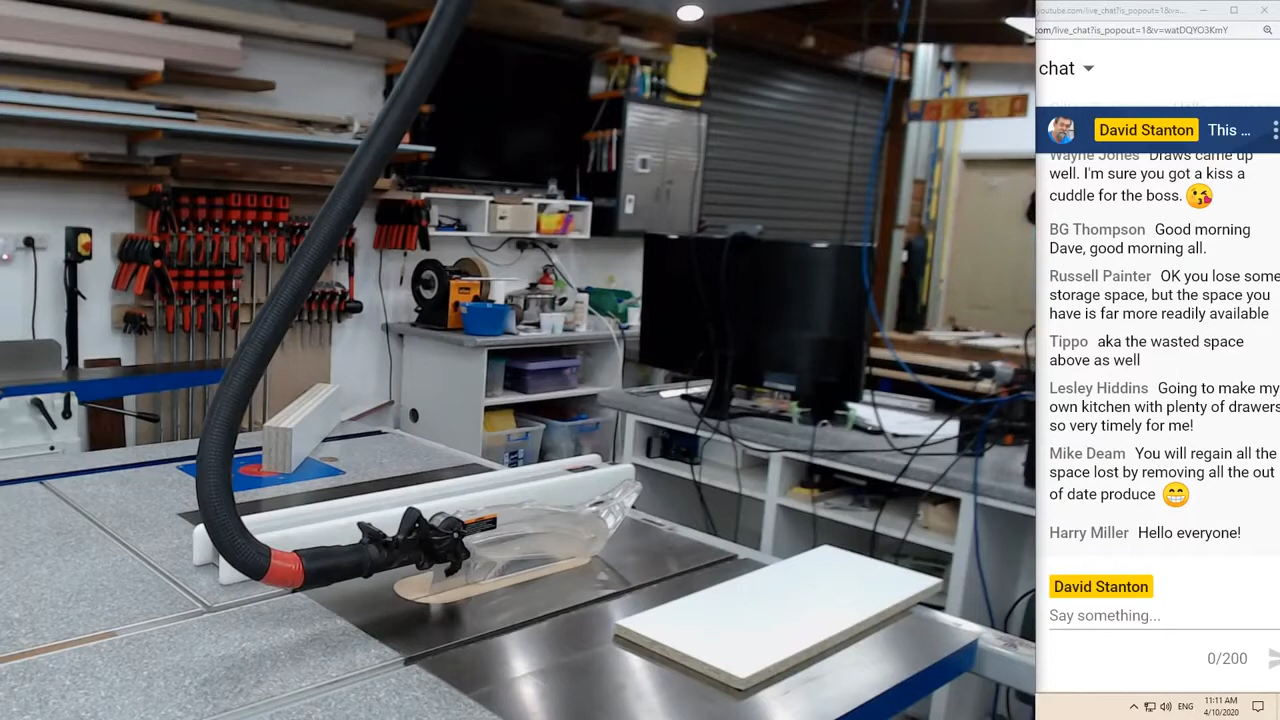 youtube.com/live_chat?is_popout=1&v=...
com/live_chat?is_popout=1&v=watDQYO3KmY
chat
David Stanton This ...
Wayne Jones Draws came up
well. I'm sure you got a kiss a
cuddle for the boss. 😘
BG Thompson Good morning
Dave, good morning all.
Russell Painter OK you lose some
storage space, but the space you
have is far more readily available
Tippo aka the wasted space
above as well
Lesley Hiddins Going to make my
own kitchen with plenty of drawers
so very timely for me!
Mike Deam You will regain all the
space lost by removing all the out
of date produce 😁
Harry Miller Hello everyone!
David Stanton
Say something...
0/200
ENG
11:11 AM
4/10/2020